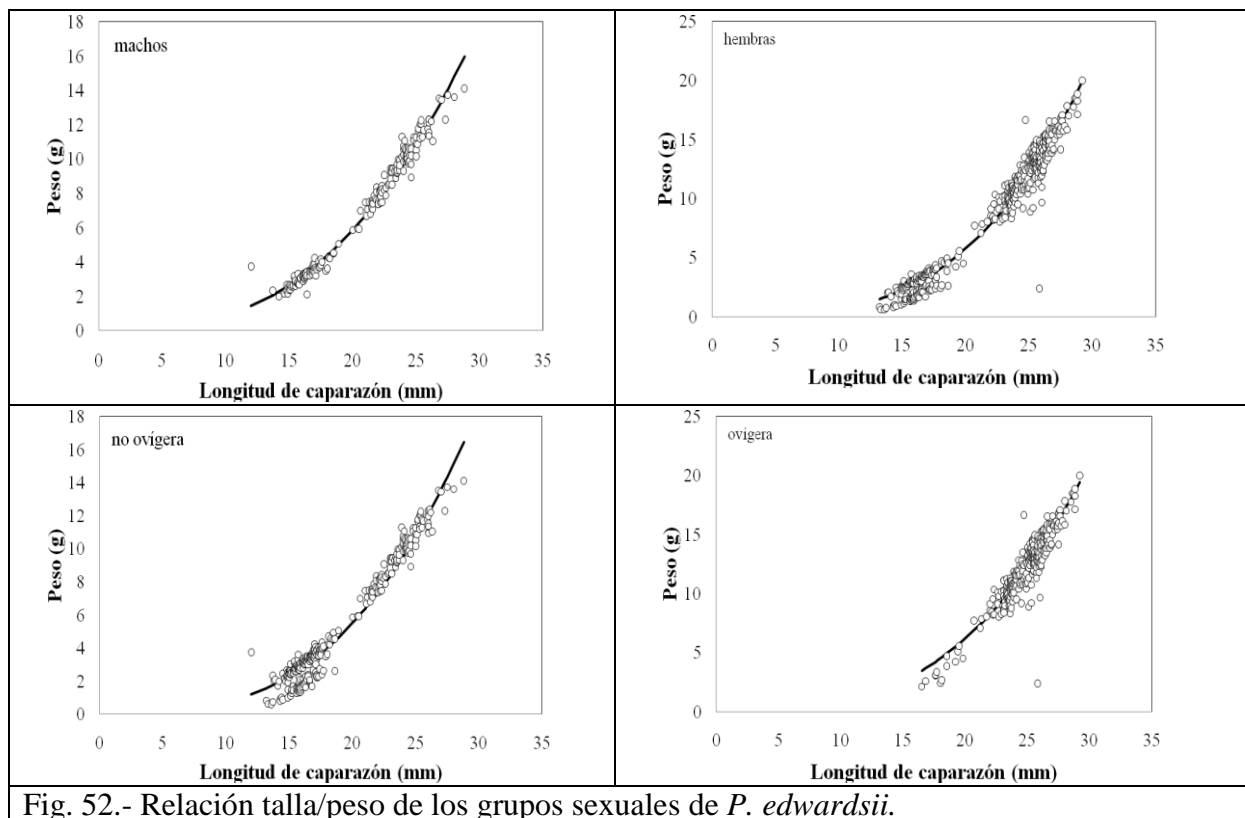 machos
18
16
14
12
10
8
6
4
2
0
Peso (g)
0 5 10 15 20 25 30 35
Longitud de caparazón (mm)
hembras
25
20
15
10
5
0
Peso (g)
0 5 10 15 20 25 30 35
Longitud de caparazón (mm)
no ovígera
18
16
14
12
10
8
6
4
2
0
Peso (g)
0 5 10 15 20 25 30 35
Longitud de caparazón (mm)
ovígera
25
20
15
10
5
0
Peso (g)
0 5 10 15 20 25 30 35
Longitud de caparazón (mm)
Fig. 52.- Relación talla/peso de los grupos sexuales de P. edwardsii.